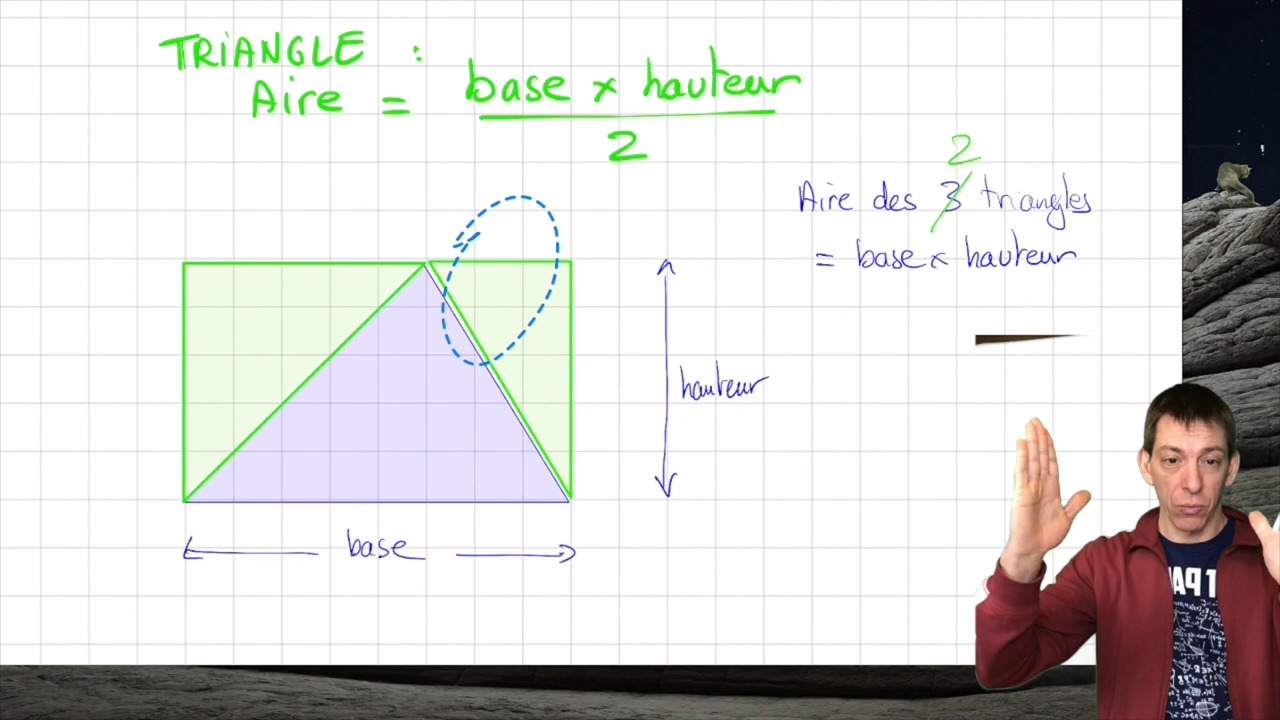 TRIANGLE :
Aire = base x hauteur
2
2
Aire des 3 triangles
= base x hauteur
hauteur
base